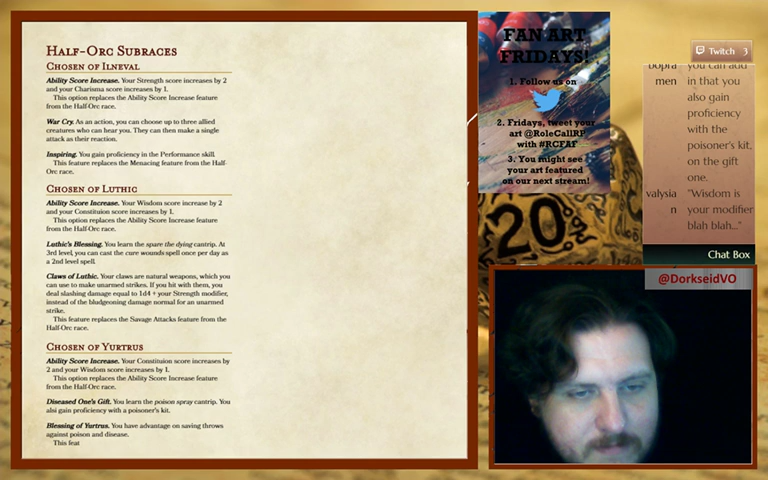 Half-Orc Subraces
Chosen of Ilneval
Ability Score Increase. Your Strength score increases by 2
and your Charisma score increases by 1.
This option replaces the Ability Score Increase feature
from the Half-Orc race.
War Cry. As an action, you can choose up to three allied
creatures who can hear you. They can then make a single
attack as their reaction.
Inspiring. You gain proficiency in the Performance skill.
This feature replaces the Menacing feature from the Half-
Orc race.
Chosen of Luthic
Ability Score Increase. Your Wisdom score increase by 2
and your Constituion score increases by 1.
This option replaces the Ability Score Increase feature
from the Half-Orc race.
Luthic's Blessing. You learn the spare the dying cantrip. At
3rd level, you can cast the cure wounds spell once per day as
a 2nd level spell.
Claws of Luthic. Your claws are natural weapons, which you
can use to make unarmed strikes. If you hit with them, you
deal slashing damage equal to 1d4 + your Strength modifier,
instead of the bludgeoning damage normal for an unarmed
strike.
This feature replaces the Savage Attacks feature from the
Half-Orc race.
Chosen of Yurtrus
Ability Score Increase. Your Constituion score increases by
2 and your Wisdom score increases by 1.
This option replaces the Ability Score Increase feature
from the Half-Orc race.
Diseased One's Gift. You learn the poison spray cantrip. You
alsi gain proficiency with a poisoner's kit.
Blessing of Yurtrus. You have advantage on saving throws
against poison and disease.
This feat
FAN ART
FRIDAYS!
1. Follow us on
2. Fridays, tweet your
art @RoleCallRP
with #RCFAF
3. You might see
your art featured
on our next stream!
20
Twitch 3
you can add
men in that you
also gain
proficiency
with the
poisoner's kit,
on the gift
one.
valysia "Wisdom is
n your modifier
blah blah..."
Chat Box
@DorkseidVO